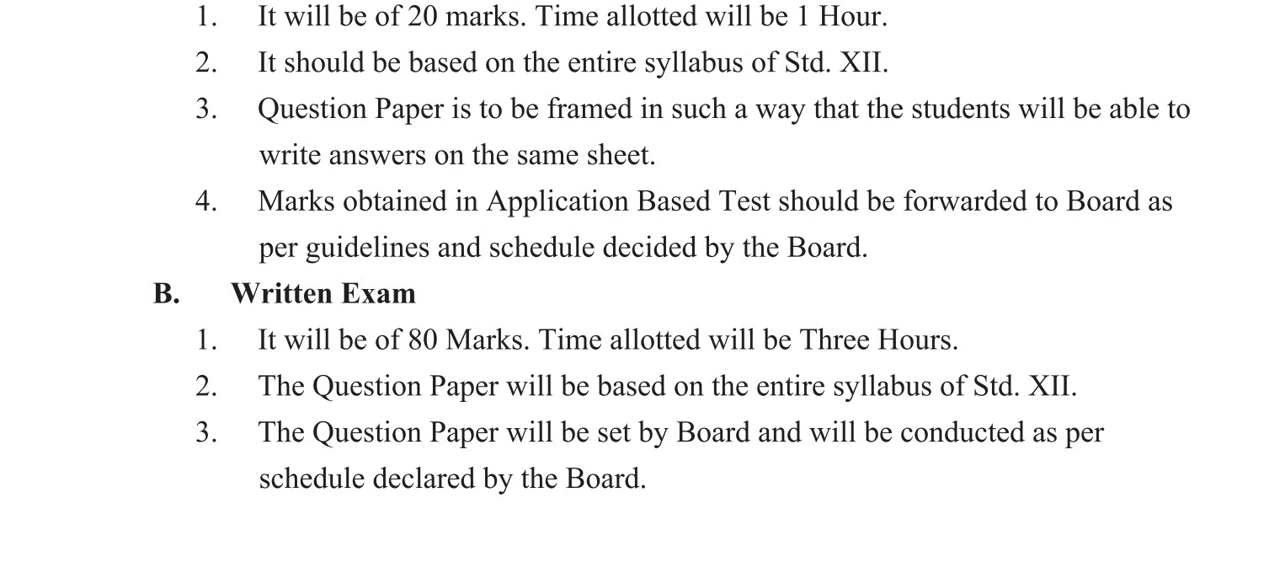 1. It will be of 20 marks. Time allotted will be 1 Hour.
2. It should be based on the entire syllabus of Std. XII.
3. Question Paper is to be framed in such a way that the students will be able to
write answers on the same sheet.
4. Marks obtained in Application Based Test should be forwarded to Board as
per guidelines and schedule decided by the Board.
B. Written Exam
1. It will be of 80 Marks. Time allotted will be Three Hours.
2. The Question Paper will be based on the entire syllabus of Std. XII.
3. The Question Paper will be set by Board and will be conducted as per
schedule declared by the Board.